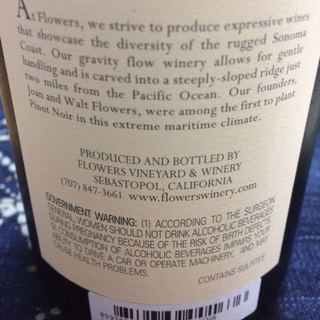 At Flowers, we strive to produce expressive wines
that showcase the diversity of the rugged Sonoma
Coast. Our gravity flow winery allows for gentle
handling and is carved into a steeply-sloped ridge just
two miles from the Pacific Ocean. Our founders,
Joan and Walt Flowers, were among the first to plant
Pinot Noir in this extreme maritime climate.
PRODUCED AND BOTTLED BY
FLOWERS VINEYARD & WINERY
SEBASTOPOL, CALIFORNIA
(707) 847-3661 www.flowerswinery.com
GOVERNMENT WARNING: (1) ACCORDING TO THE SURGEON
GENERAL, WOMEN SHOULD NOT DRINK ALCOHOLIC BEVERAGES
DURING PREGNANCY BECAUSE OF THE RISK OF BIRTH DEFECTS.
(2) CONSUMPTION OF ALCOHOLIC BEVERAGES IMPAIRS YOUR
ABILITY TO DRIVE A CAR OR OPERATE MACHINERY, AND MAY
CAUSE HEALTH PROBLEMS.
CONTAINS SULFITES